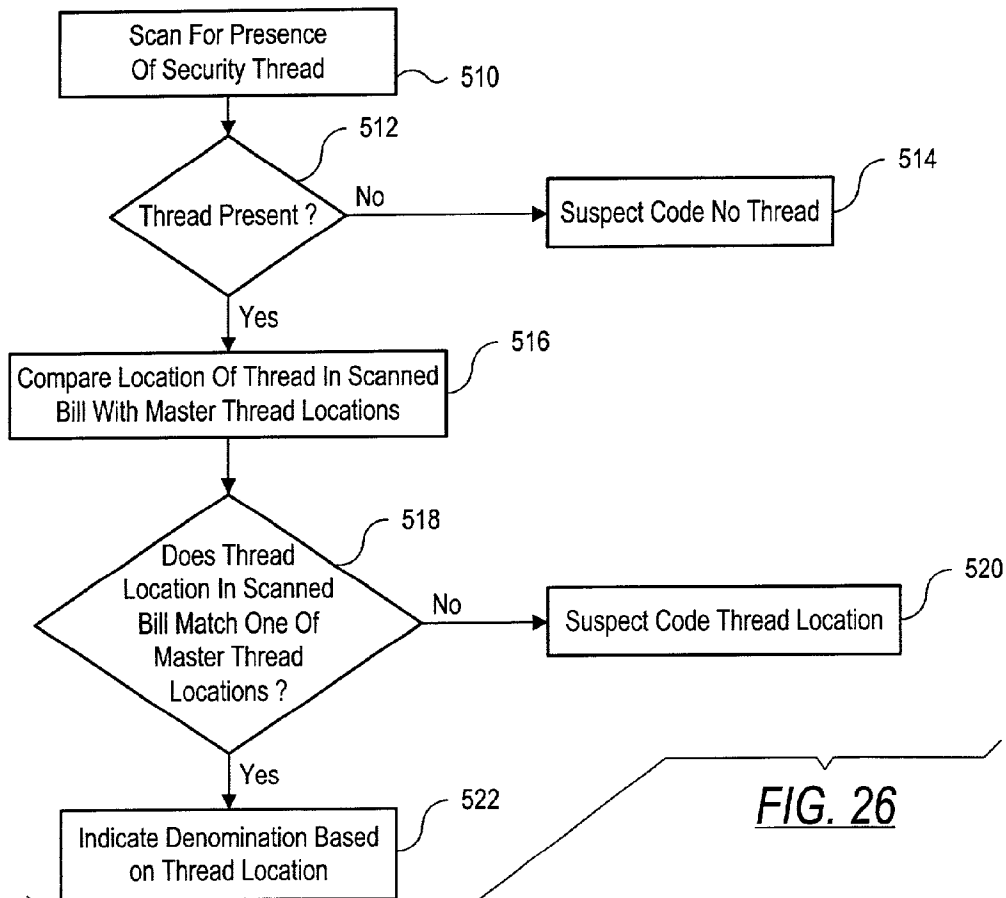 Scan For Presence
Of Security Thread
510
512
Thread Present ?
No
514
Suspect Code No Thread
Yes
516
Compare Location Of Thread In Scanned
Bill With Master Thread Locations
518
Does Thread
Location In Scanned
Bill Match One Of
Master Thread
Locations ?
No
520
Suspect Code Thread Location
Yes
522
Indicate Denomination Based
on Thread Location
FIG. 26